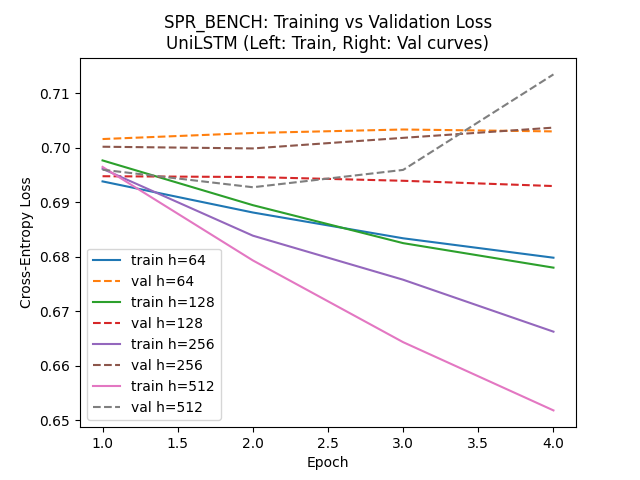 SPR_BENCH: Training vs Validation Loss
UniLSTM (Left: Train, Right: Val curves)
Cross-Entropy Loss
0.71
0.70
0.69
0.68
0.67
0.66
0.65
train h=64
val h=64
train h=128
val h=128
train h=256
val h=256
train h=512
val h=512
1.0 1.5 2.0 2.5 3.0 3.5 4.0
Epoch